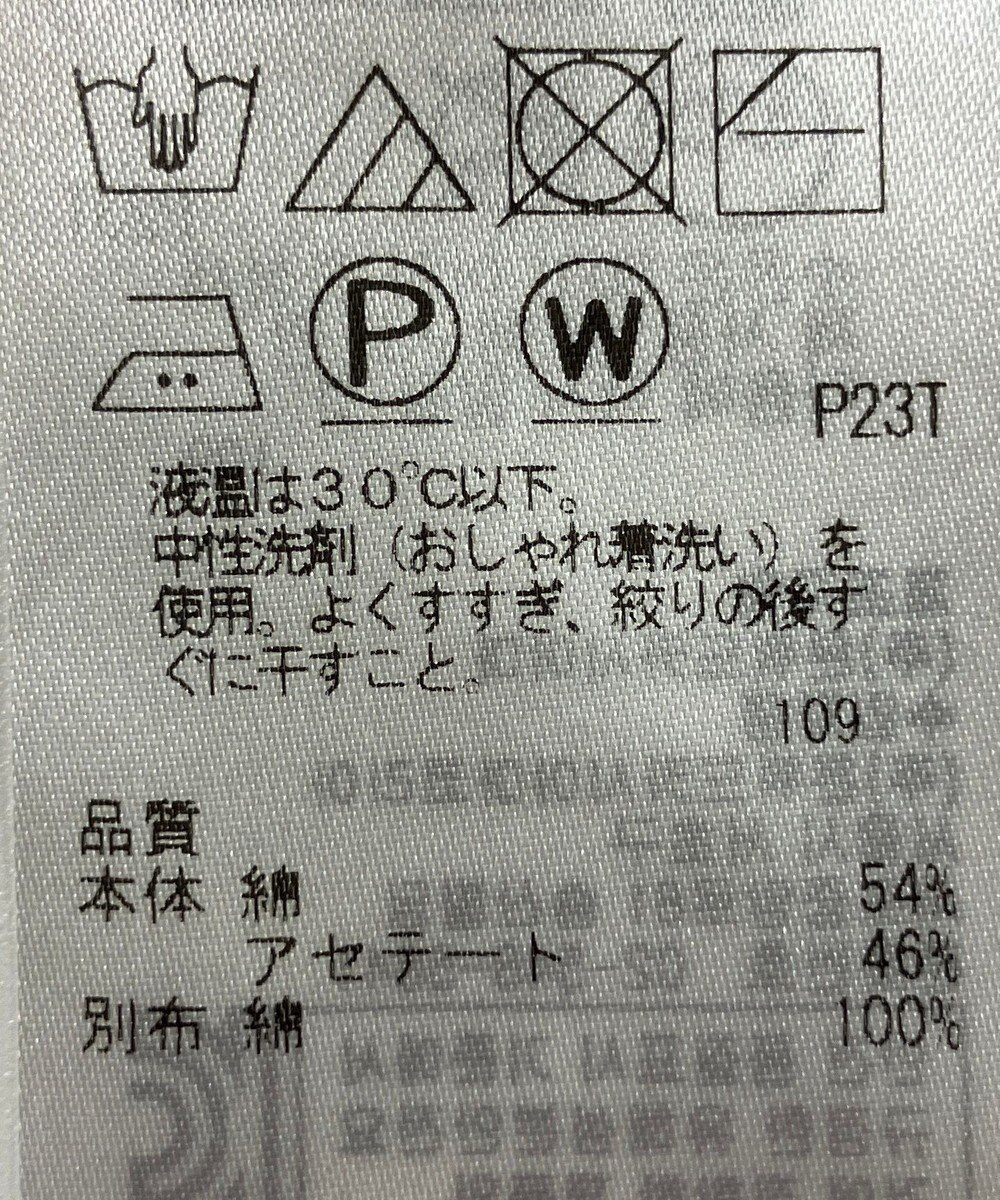 P
W
P23T
液温は30℃以下。
中性洗剤（おしゃれ着洗い）を
使用。よくすすぎ、絞りの後す
ぐに干すこと。
109
品質
本体 綿 54%
アセテート 46%
別布 綿 100%